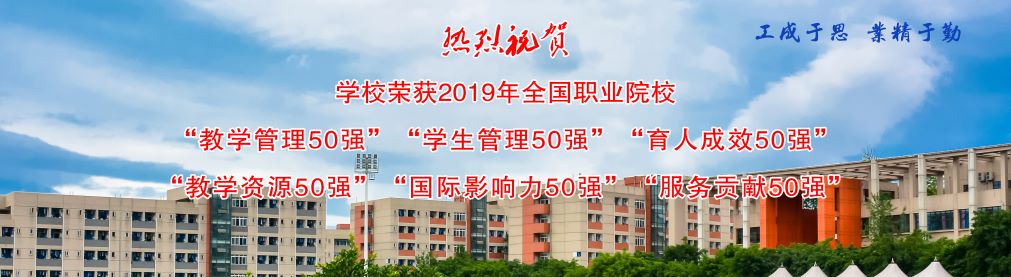 热烈祝贺
工成于思 業精于勤
学校荣获2019年全国职业院校
“教学管理50强” “学生管理50强” “育人成效50强”
“教学资源50强” “国际影响力50强” “服务贡献50强”